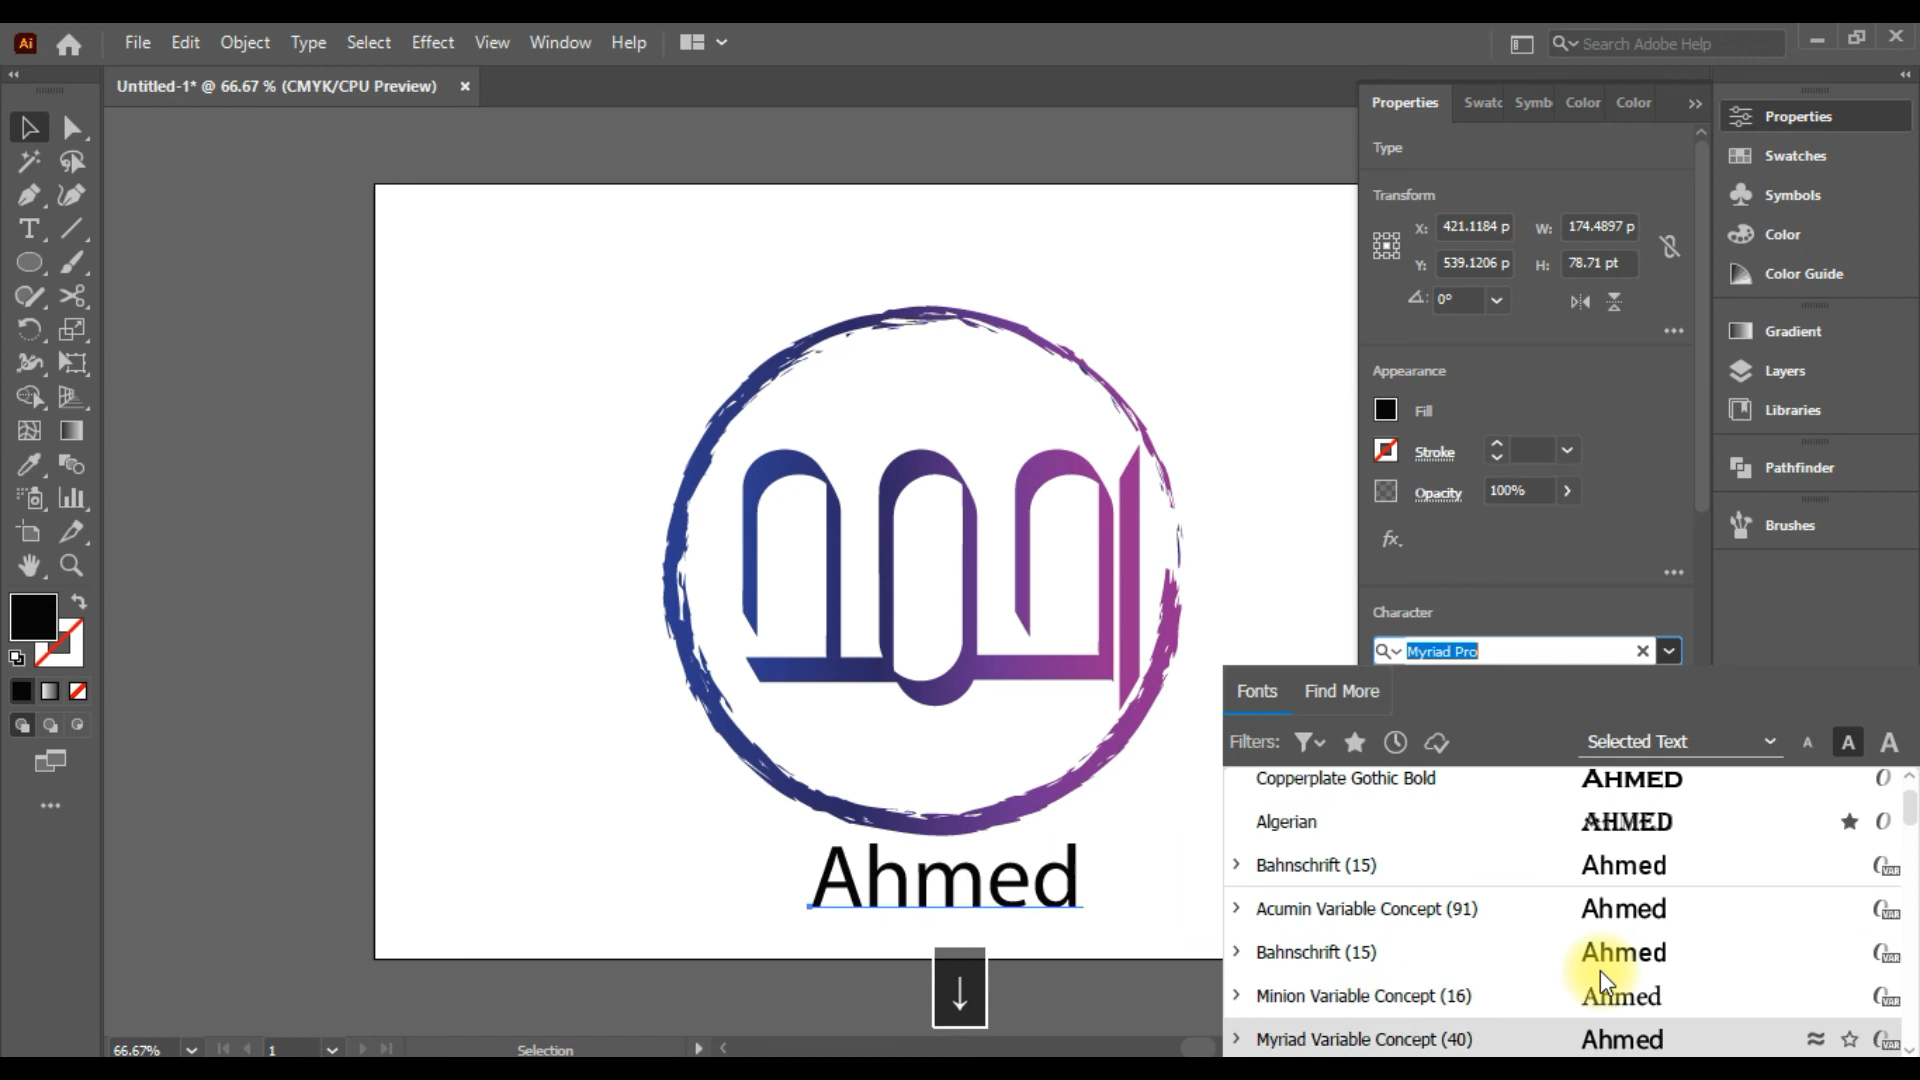 Ai File Edit Object Type Select Effect View Window Help Search Adobe Help
Untitled-1* @ 66.67 % (CMYK/CPU Preview)
Properties Swatc Symb Color Color
Type
Transform
X: 421.1184 p W: 174.4897 p
Y: 539.1206 p H: 78.71 pt
0°
Appearance
Fill
Stroke
Opacity 100%
fx.
Character
Myriad Pro
Properties
Swatches
Symbols
Color
Color Guide
Gradient
Layers
Libraries
Pathfinder
Brushes
Fonts Find More
Filters: Selected Text A A A
Copperplate Gothic Bold AHMED
Algerian AHMED
Bahnschrift (15) Ahmed
Acumin Variable Concept (91) Ahmed
Bahnschrift (15) Ahmed
Minion Variable Concept (16) Ahmed
Myriad Variable Concept (40) Ahmed
Ahmed
↓
66.67% 1 Selection